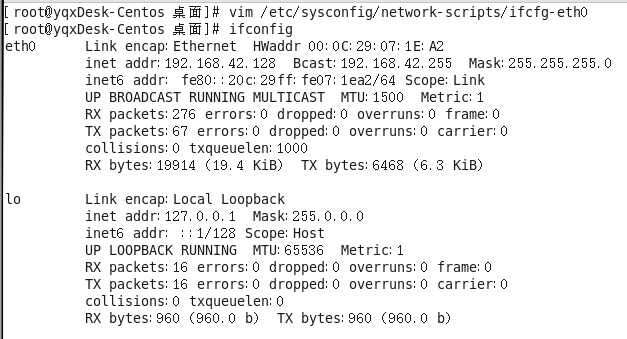 [root@yqxDesk-Centos 桌面]# vim /etc/sysconfig/network-scripts/ifcfg-eth0
[root@yqxDesk-Centos 桌面]# ifconfig
eth0      Link encap:Ethernet  HWaddr 00:0C:29:07:1E:A2
          inet addr:192.168.42.128  Bcast:192.168.42.255  Mask:255.255.255.0
          inet6 addr: fe80::20c:29ff:fe07:1ea2/64 Scope:Link
          UP BROADCAST RUNNING MULTICAST  MTU:1500  Metric:1
          RX packets:276 errors:0 dropped:0 overruns:0 frame:0
          TX packets:67 errors:0 dropped:0 overruns:0 carrier:0
          collisions:0 txqueuelen:1000
          RX bytes:19914 (19.4 KiB)  TX bytes:6468 (6.3 KiB)
lo        Link encap:Local Loopback
          inet addr:127.0.0.1  Mask:255.0.0.0
          inet6 addr: ::1/128 Scope:Host
          UP LOOPBACK RUNNING  MTU:65536  Metric:1
          RX packets:16 errors:0 dropped:0 overruns:0 frame:0
          TX packets:16 errors:0 dropped:0 overruns:0 carrier:0
          collisions:0 txqueuelen:0
          RX bytes:960 (960.0 b)  TX bytes:960 (960.0 b)